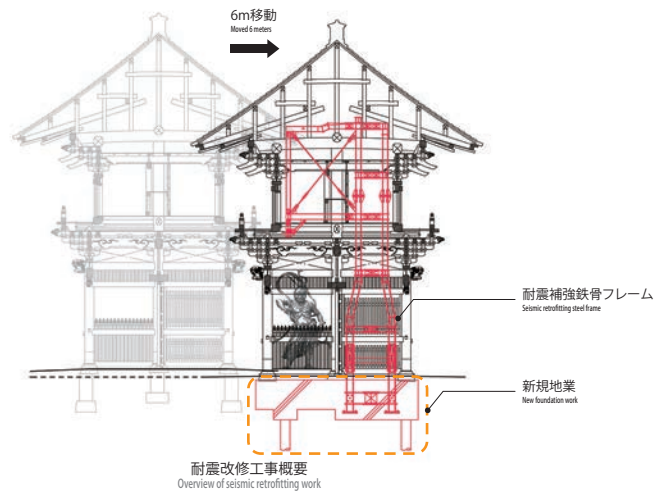 6m移動
Moved 6 meters
耐震補強鉄骨フレーム
Seismic retrofitting steel frame
新規地業
New foundation work
耐震改修工事概要
Overview of seismic retrofitting work